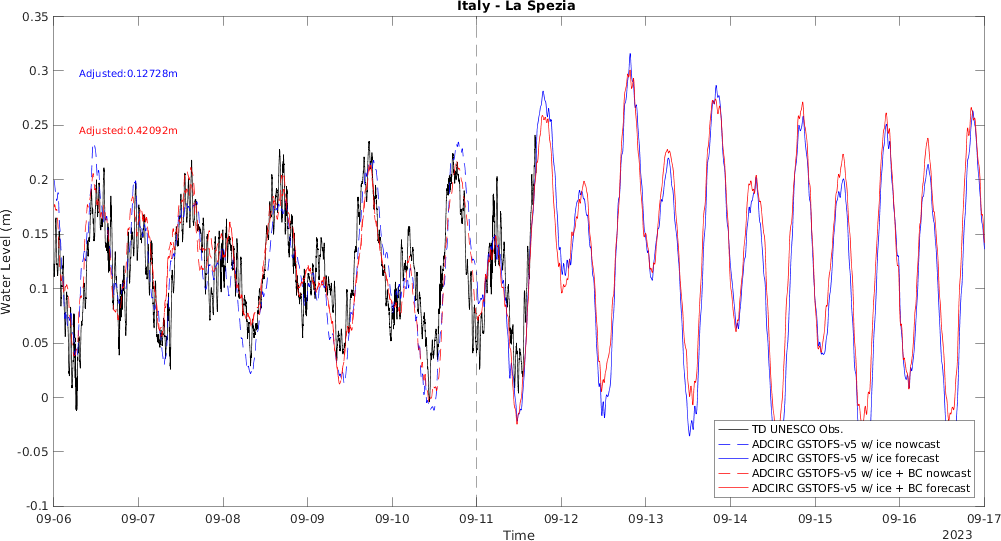 Italy - La Spezia
0.35
0.3
0.25
0.2
0.15
0.1
0.05
0
-0.05
-0.1
Water Level (m)
Adjusted:0.12728m
Adjusted:0.42092m
TD UNESCO Obs.
ADCIRC GSTOFS-v5 w/ ice nowcast
ADCIRC GSTOFS-v5 w/ ice forecast
ADCIRC GSTOFS-v5 w/ ice + BC nowcast
ADCIRC GSTOFS-v5 w/ ice + BC forecast
09-06 09-07 09-08 09-09 09-10 09-11 09-12 09-13 09-14 09-15 09-16 09-17
Time
2023